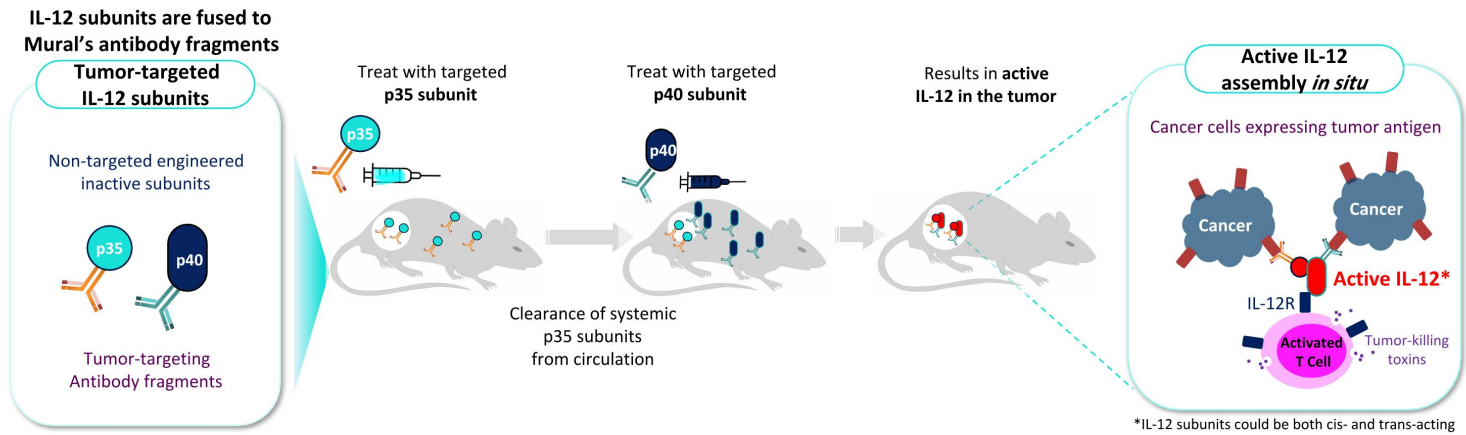 IL-12 subunits are fused to
Mural's antibody fragments
Tumor-targeted
IL-12 subunits
Non-targeted engineered
inactive subunits
p35
p40
Tumor-targeting
Antibody fragments
Treat with targeted
p35 subunit
p35
Clearance of systemic
p35 subunits
from circulation
Treat with targeted
p40 subunit
p40
Results in active
IL-12 in the tumor
Active IL-12
assembly in situ
Cancer cells expressing tumor antigen
Cancer
Cancer
Active IL-12*
IL-12R
Activated
T Cell
Tumor-killing
toxins
*IL-12 subunits could be both cis- and trans-acting